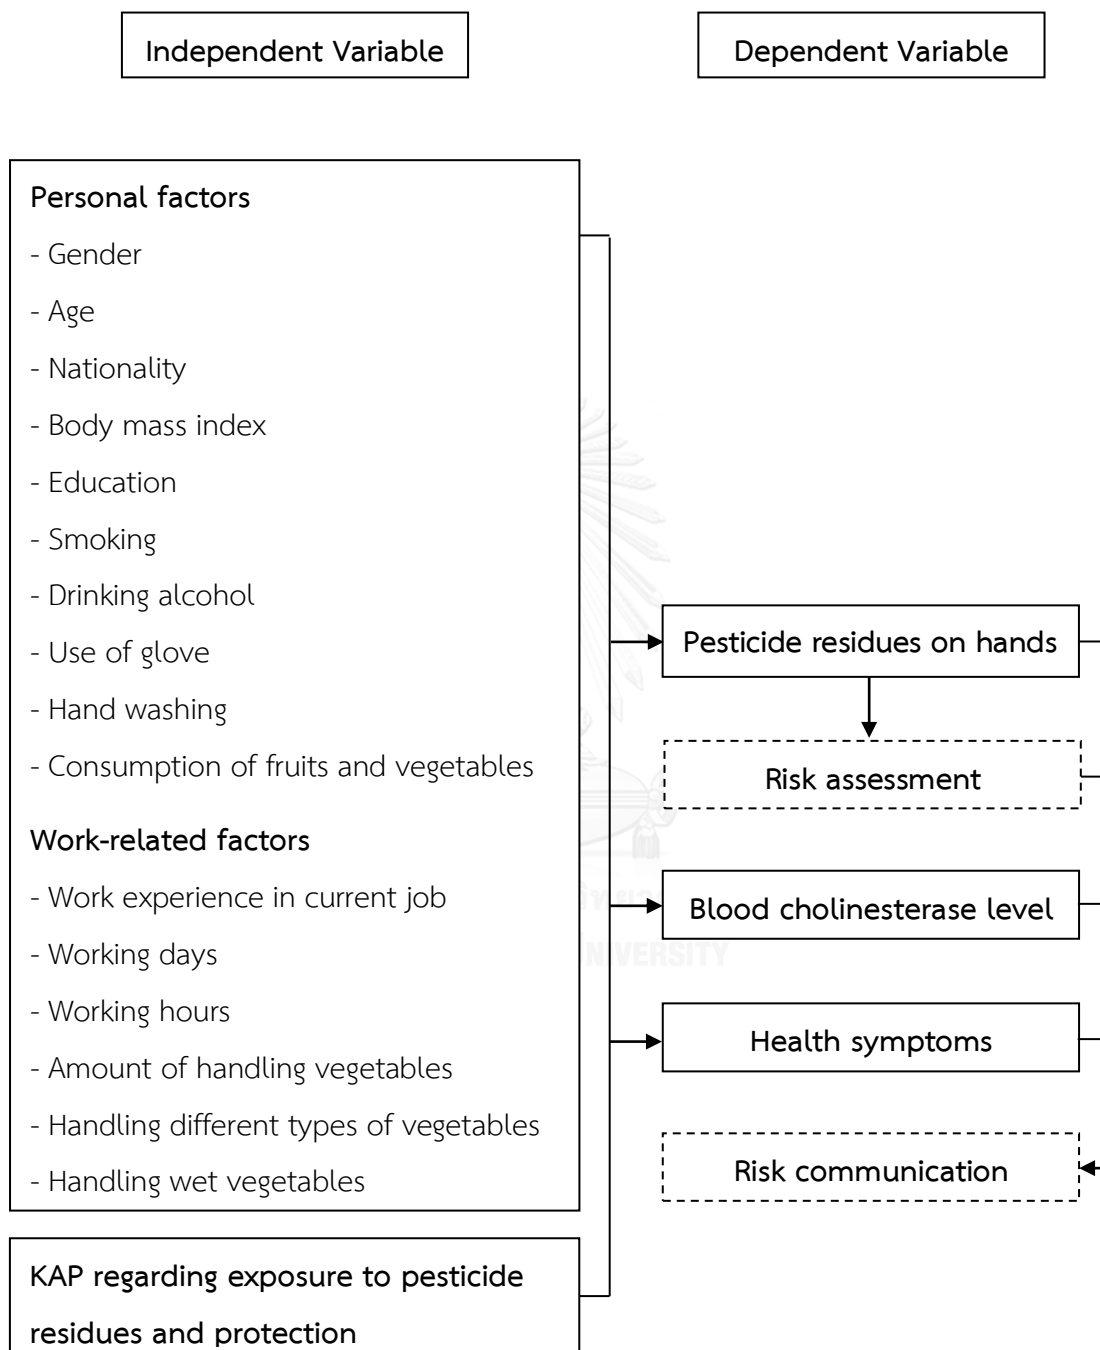 Independent Variable
Dependent Variable
Personal factors
- Gender
- Age
- Nationality
- Body mass index
- Education
- Smoking
- Drinking alcohol
- Use of glove
- Hand washing
- Consumption of fruits and vegetables
Work-related factors
- Work experience in current job
- Working days
- Working hours
- Amount of handling vegetables
- Handling different types of vegetables
- Handling wet vegetables
KAP regarding exposure to pesticide
residues and protection
Pesticide residues on hands
Risk assessment
Blood cholinesterase level
Health symptoms
Risk communication
NIVERSITY